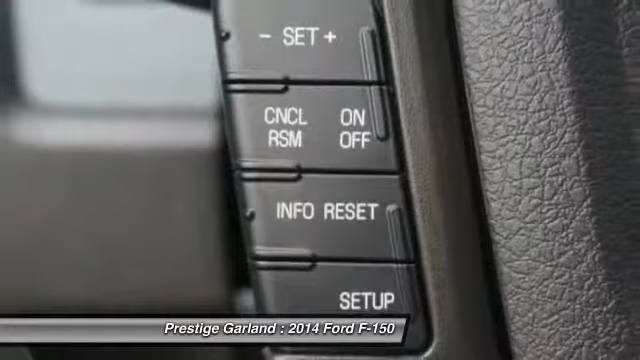 - SET +
CNCL ON
RSM OFF
INFO RESET
SETUP
Prestige Garland : 2014 Ford F-150